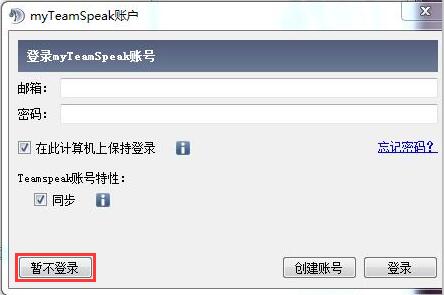 myTeamSpeak账户
登录myTeamSpeak账号
邮箱:
密码:
在此计算机上保持登录
忘记密码?
Teamspeak账号特性:
同步
暂不登录 创建账号 登录